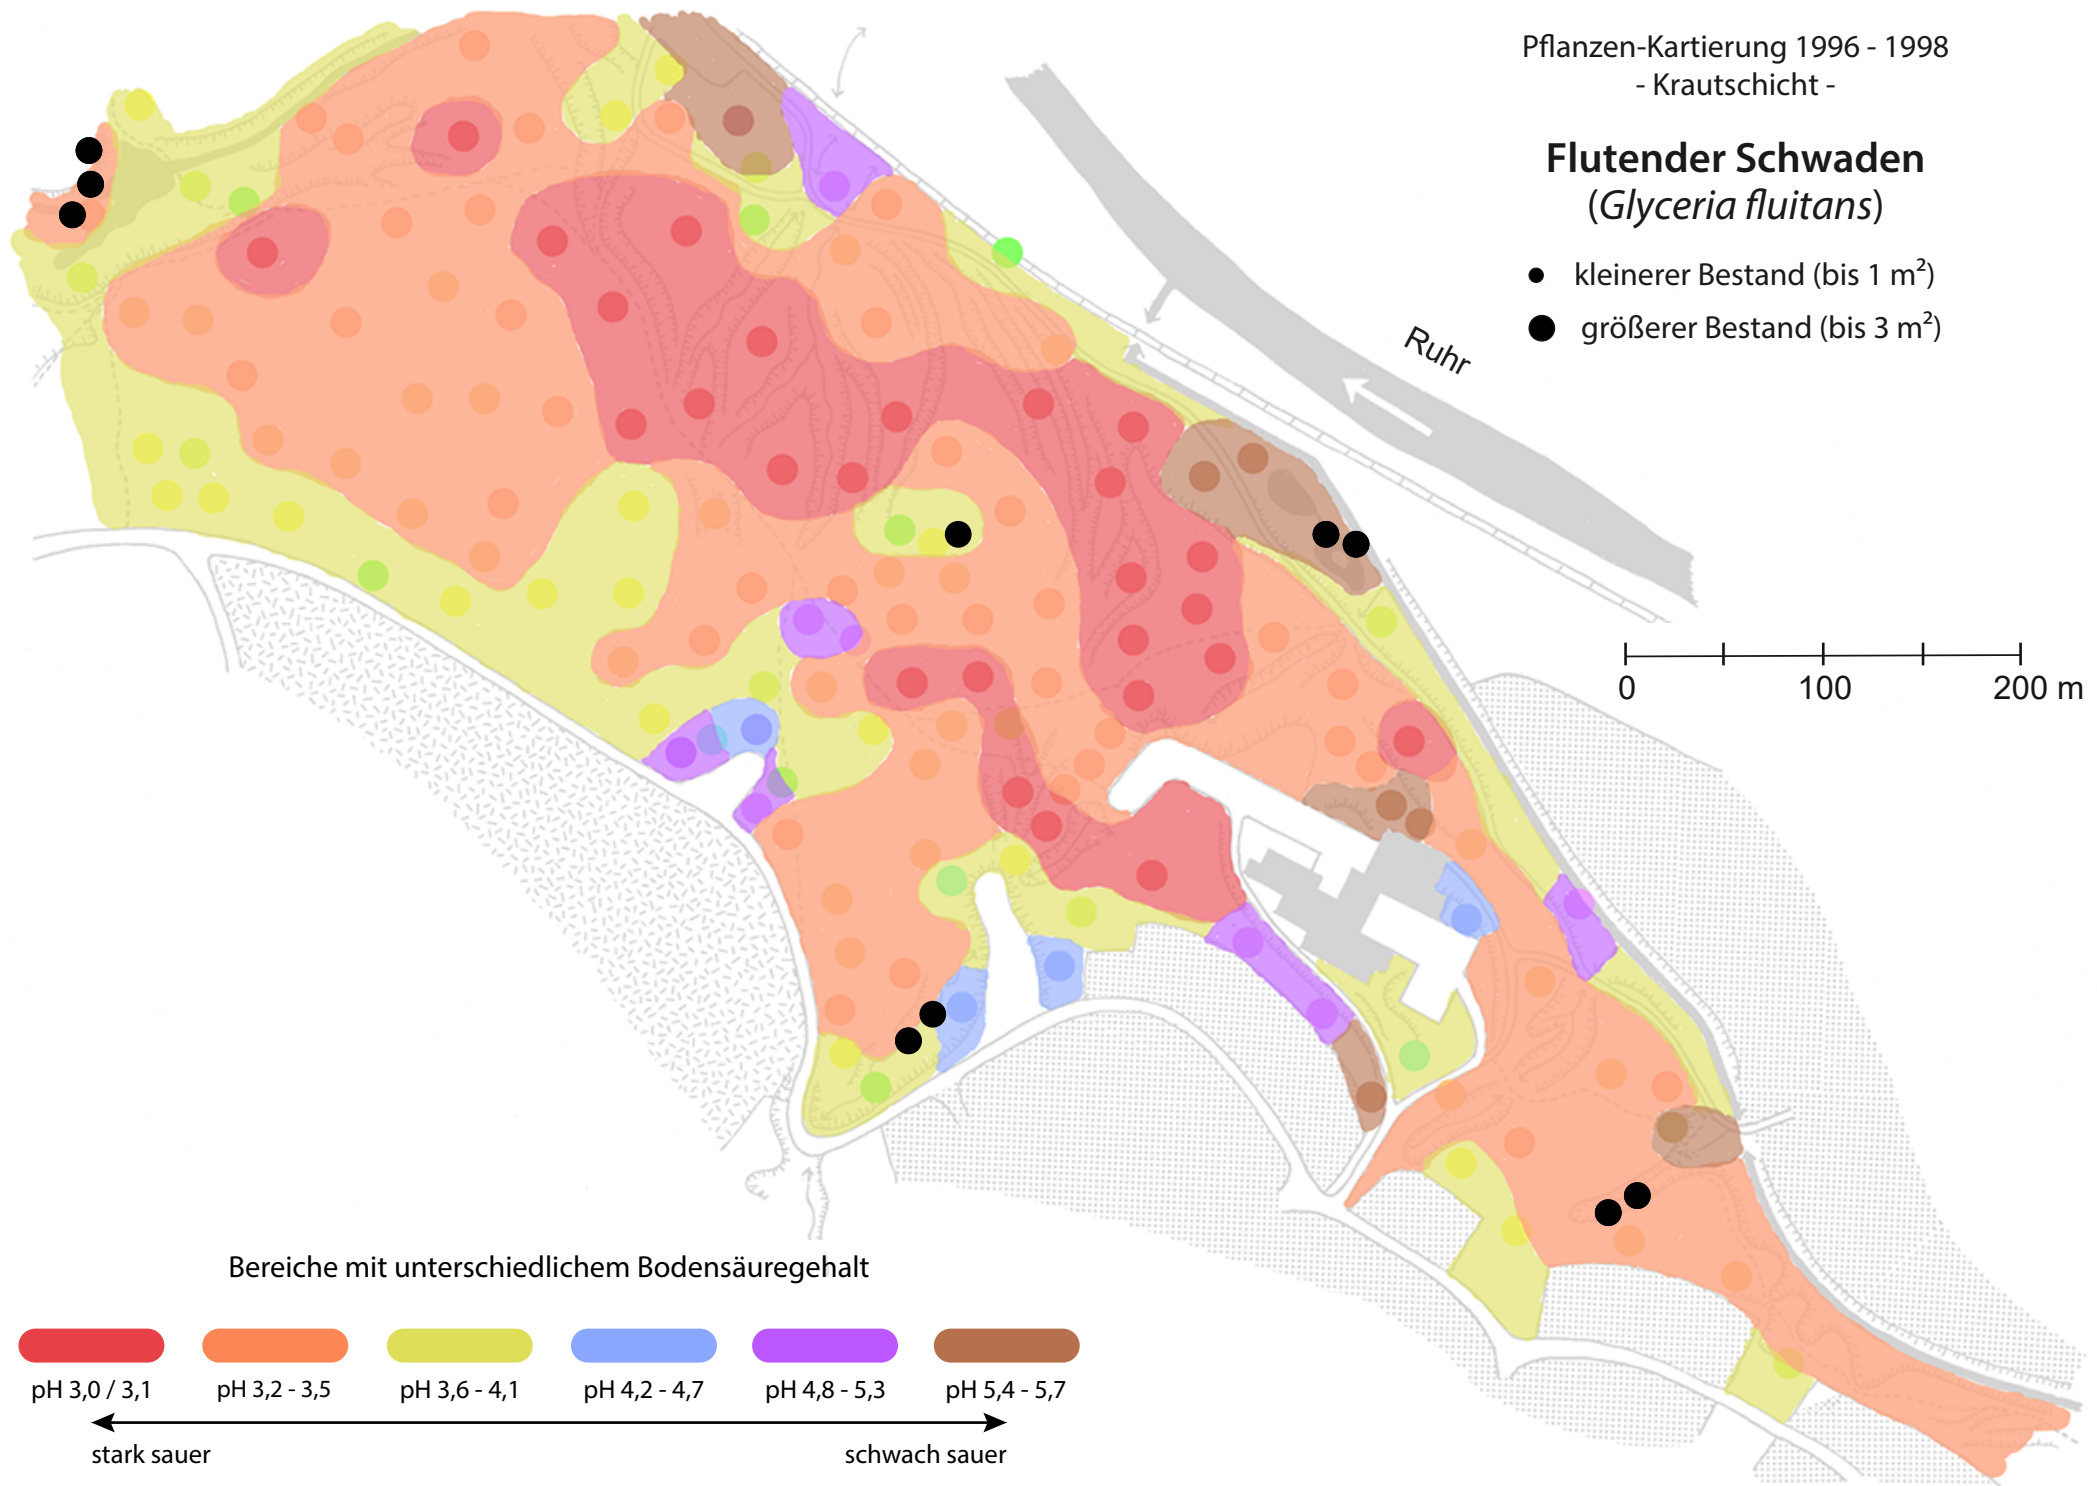 Pflanzen-Kartierung 1996 - 1998
- Krautschicht -
Flutender Schwaden
(Glyceria fluitans)
kleinerer Bestand (bis 1 m²)
größerer Bestand (bis 3 m²)
Ruhr
0 100 200 m
Bereiche mit unterschiedlichem Bodensäuregehalt
pH 3,0 / 3,1 pH 3,2 - 3,5 pH 3,6 - 4,1 pH 4,2 - 4,7 pH 4,8 - 5,3 pH 5,4 - 5,7
stark sauer schwach sauer